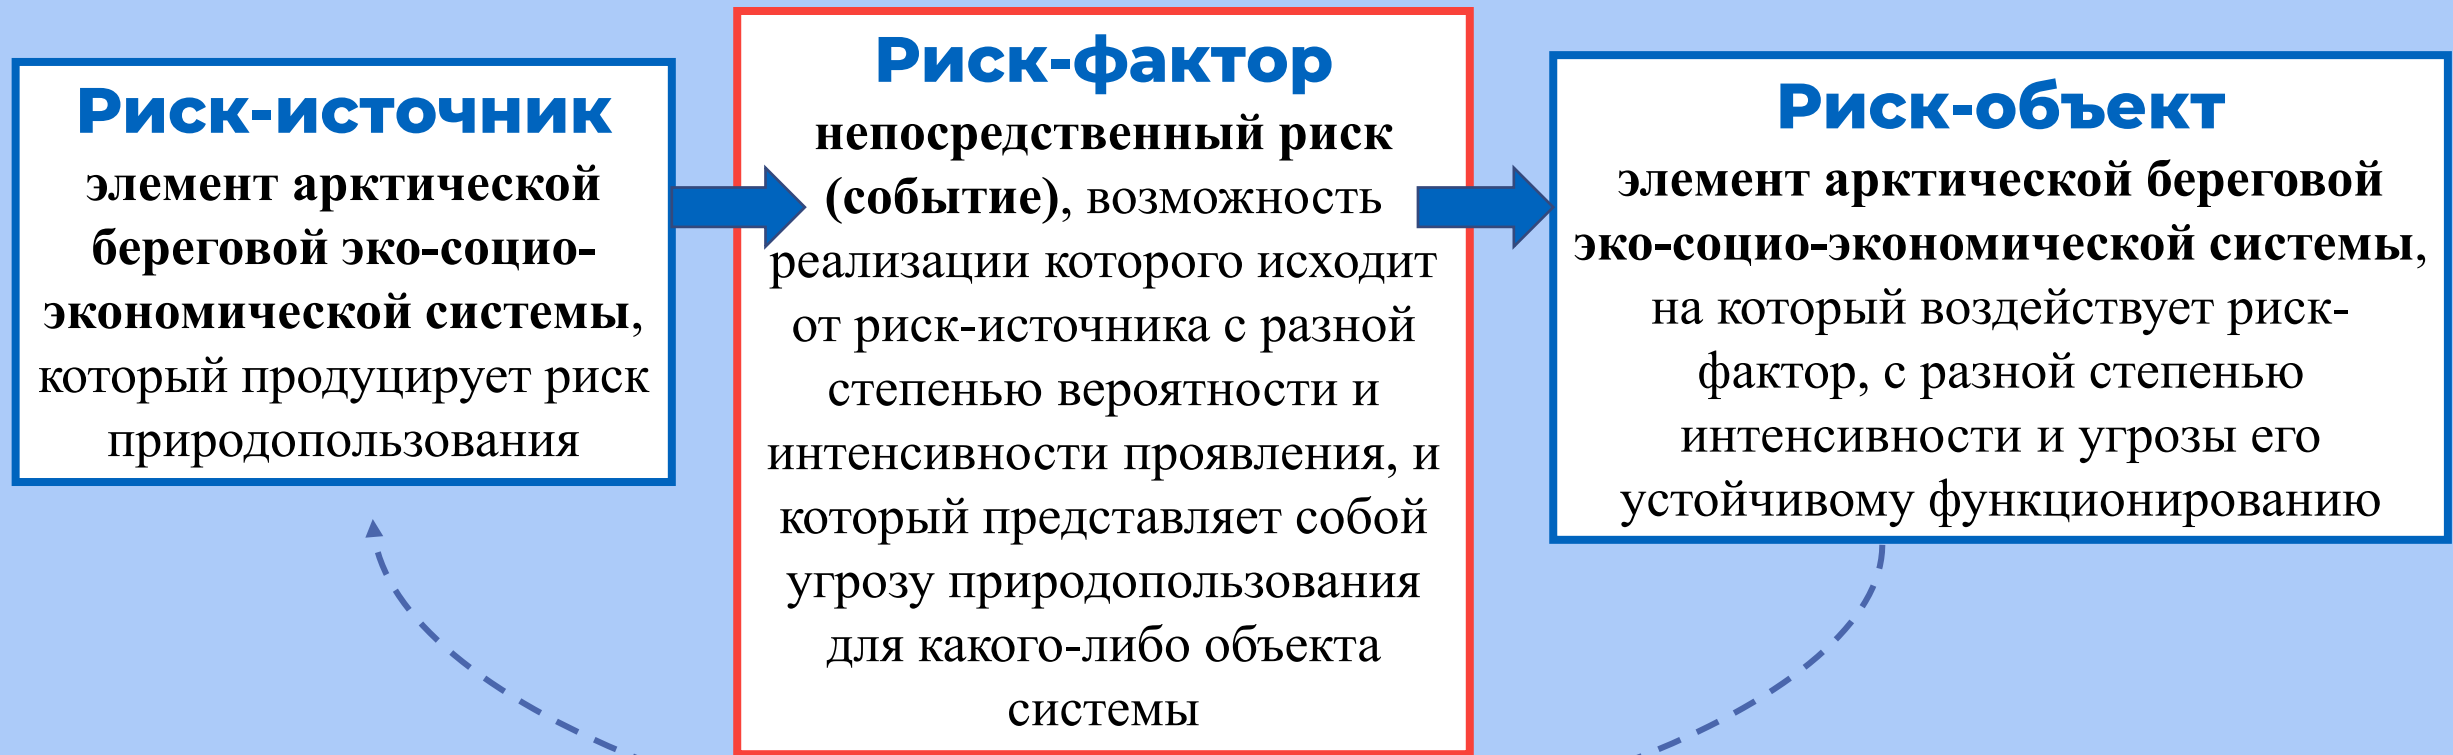 Риск-источник
элемент арктической
береговой эко-социо-
экономической системы,
который продуцирует риск
природопользования
Риск-фактор
непосредственный риск
(событие), возможность
реализации которого исходит
от риск-источника с разной
степенью вероятности и
интенсивности проявления, и
который представляет собой
угрозу природопользования
для какого-либо объекта
системы
Риск-объект
элемент арктической береговой
эко-социо-экономической системы,
на который воздействует риск-
фактор, с разной степенью
интенсивности и угрозы его
устойчивому функционированию